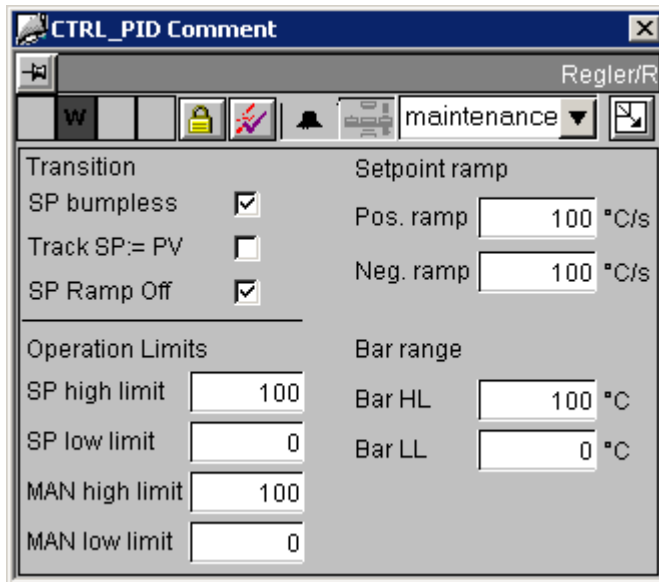 CTRL_PID Comment
Regler/R
W
maintenance
Transition
SP bumpless
Track SP:= PV
SP Ramp Off
Setpoint ramp
Pos. ramp 100 °C/s
Neg. ramp 100 °C/s
Operation Limits
SP high limit 100
SP low limit 0
MAN high limit 100
MAN low limit 0
Bar range
Bar HL 100 °C
Bar LL 0 °C